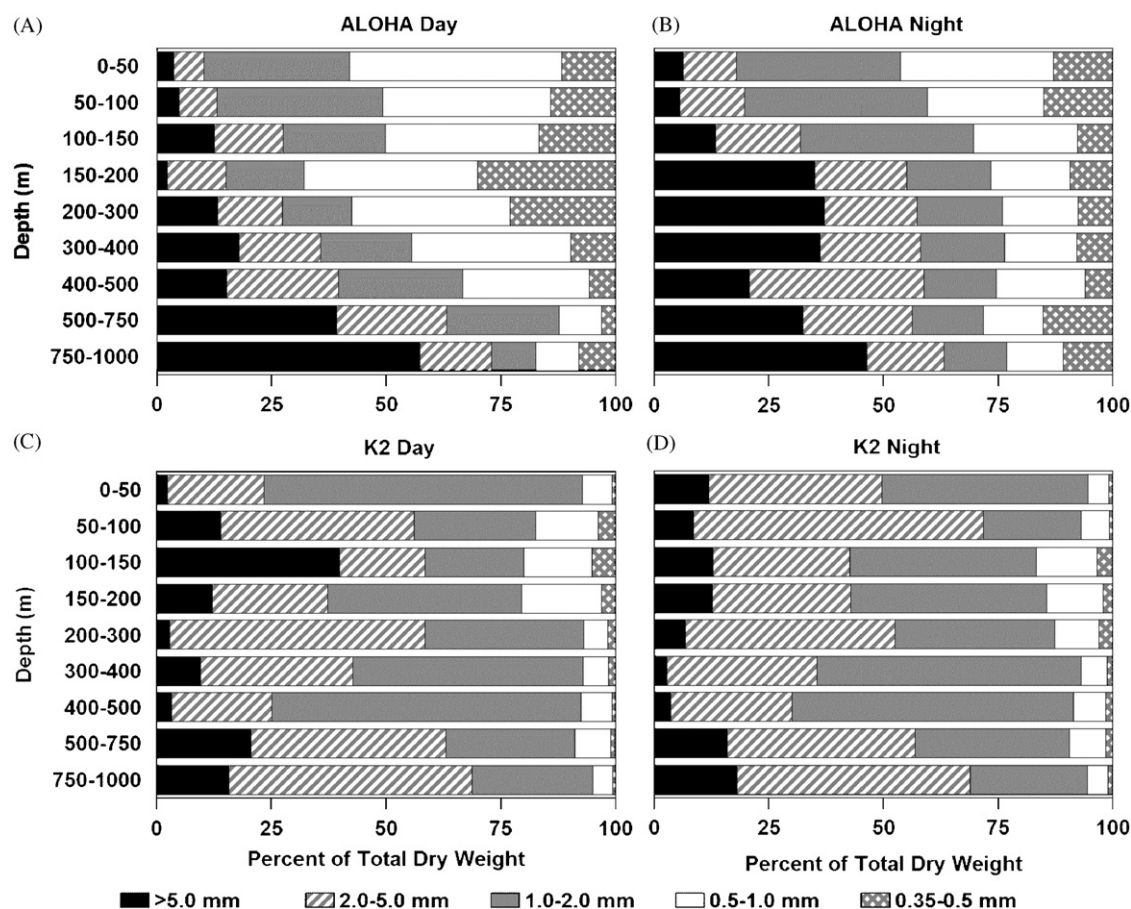 (A) ALOHA Day
(B) ALOHA Night
Depth (m)
0-50
50-100
100-150
150-200
200-300
300-400
400-500
500-750
750-1000
0 25 50 75 100
0 25 50 75 100
(C) K2 Day
(D) K2 Night
Depth (m)
0-50
50-100
100-150
150-200
200-300
300-400
400-500
500-750
750-1000
0 25 50 75 100
0 25 50 75 100
Percent of Total Dry Weight
Percent of Total Dry Weight
>5.0 mm 2.0-5.0 mm 1.0-2.0 mm 0.5-1.0 mm 0.35-0.5 mm